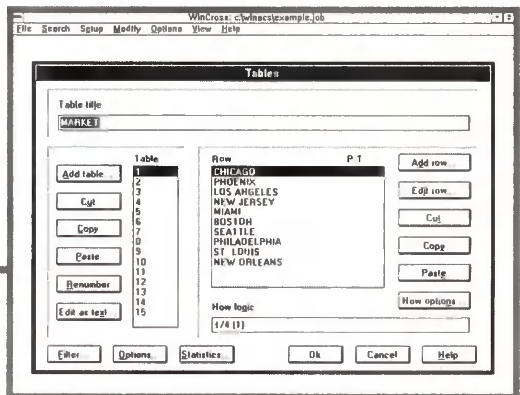 WinCross: c:\winecs\example.job
File Search Setup Modify Options View Help
Tables
Table title
MARKET
Table
1
2
3
4
5
6
7
8
9
10
11
12
13
14
15
Add table...
Cut
Copy
Paste
Renumber
Edit as text
Row P T
CHICAGO
PHOENIX
LOS ANGELES
NEW JERSEY
MIAMI
BOSTON
SEATTLE
PHILADELPHIA
ST. LOUIS
NEW ORLEANS
Row logic
1/4 (1)
Add row...
Edit row...
Cut
Copy
Paste
Row options...
Filter... Options... Statistics... Ok Cancel Help